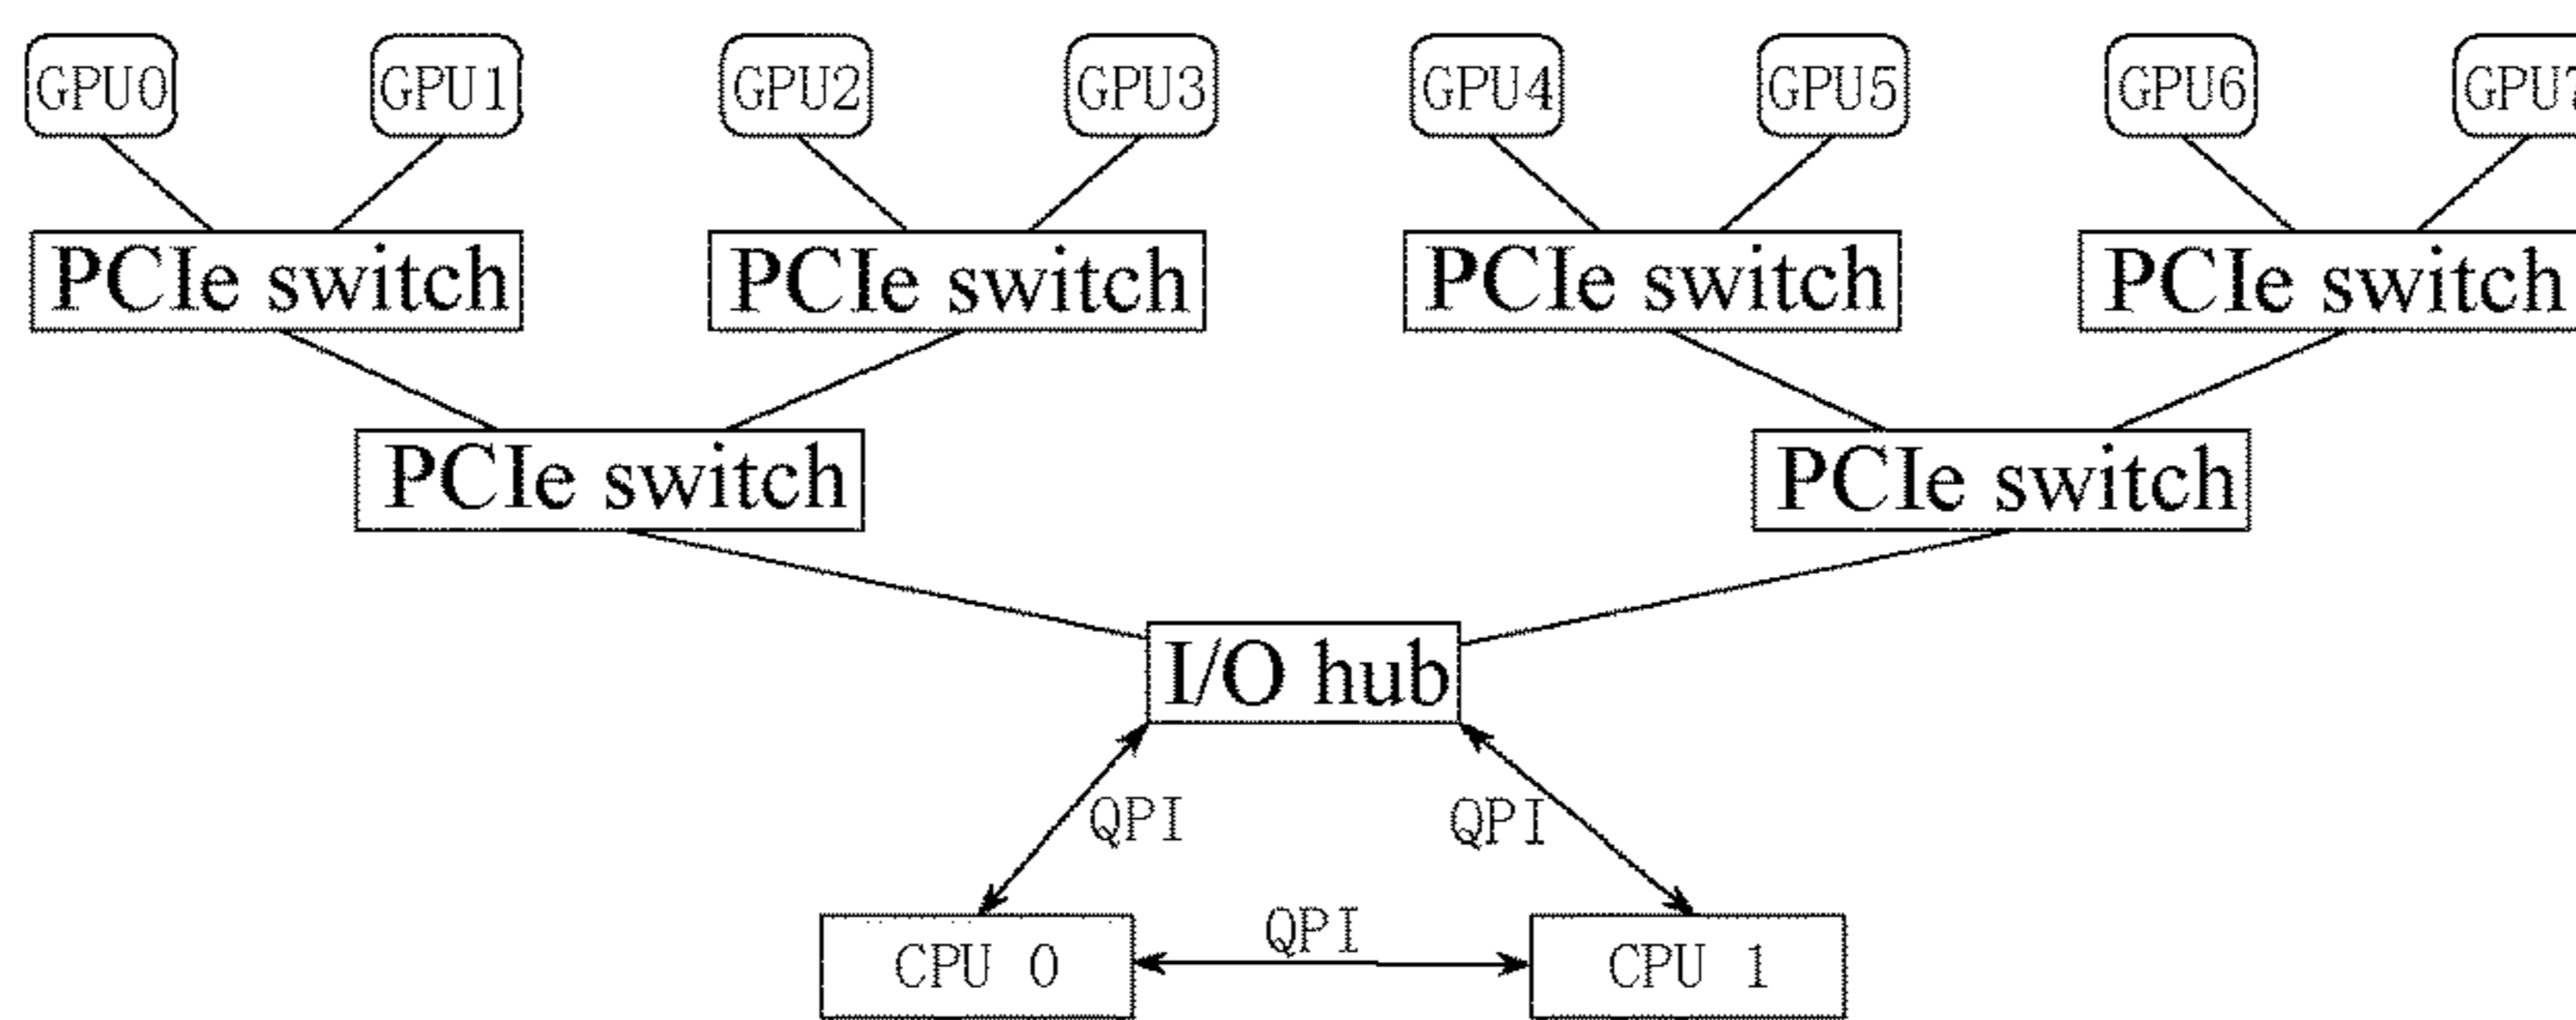 GPU0 GPU1 GPU2 GPU3 GPU4 GPU5 GPU6 GPU7
PCIe switch PCIe switch PCIe switch PCIe switch
PCIe switch PCIe switch
I/O hub
QPI QPI
QPI
CPU 0 CPU 1